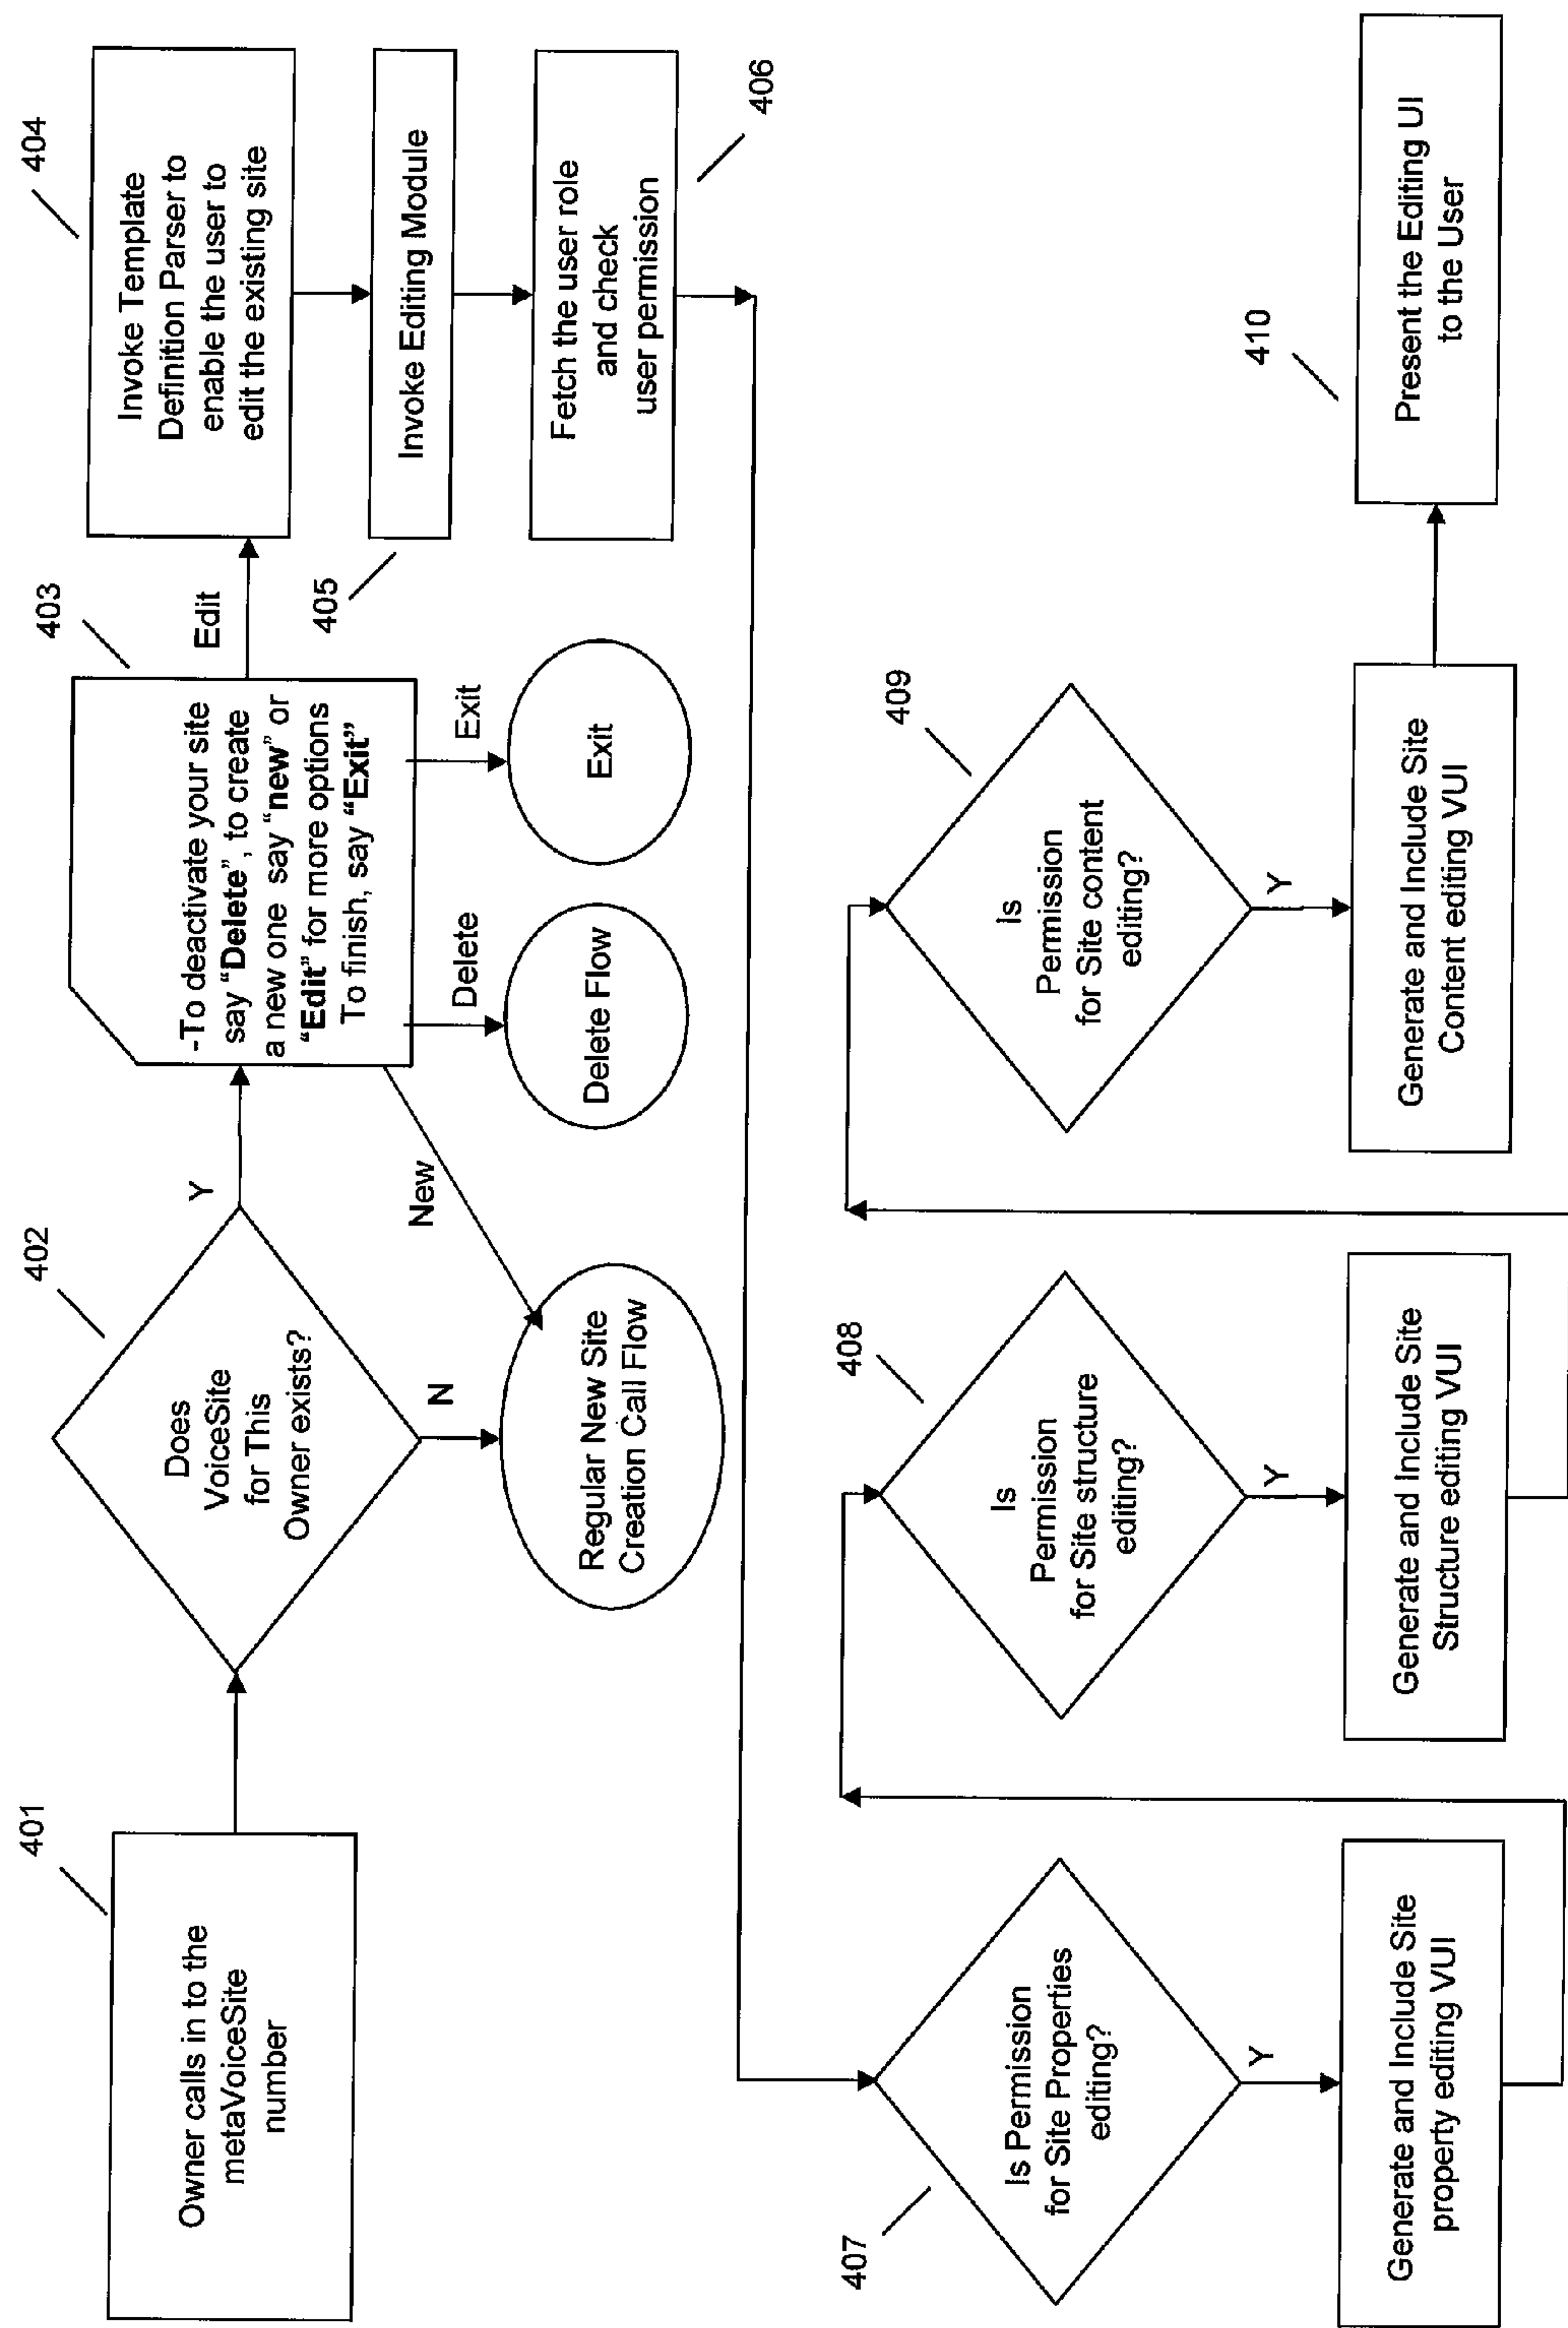 401
Owner calls in to the
metaVoiceSite
number
402
Does
VoiceSite
for This
Owner exists?
Y
N
Regular New Site
Creation Call Flow
New
403
-To deactivate your site
say "Delete", to create
a new one say "new" or
"Edit" for more options
To finish, say "Exit"
Delete
Delete Flow
Exit
Exit
Edit
404
Invoke Template
Definition Parser to
enable the user to
edit the existing site
405
Invoke Editing Module
406
Fetch the user role
and check
user permission
407
Is Permission
for Site Properties
editing?
Y
Generate and Include Site
property editing VUI
408
Is
Permission
for Site structure
editing?
Y
Generate and Include Site
Structure editing VUI
409
Is
Permission
for Site content
editing?
Y
Generate and Include Site
Content editing VUI
410
Present the Editing UI
to the User